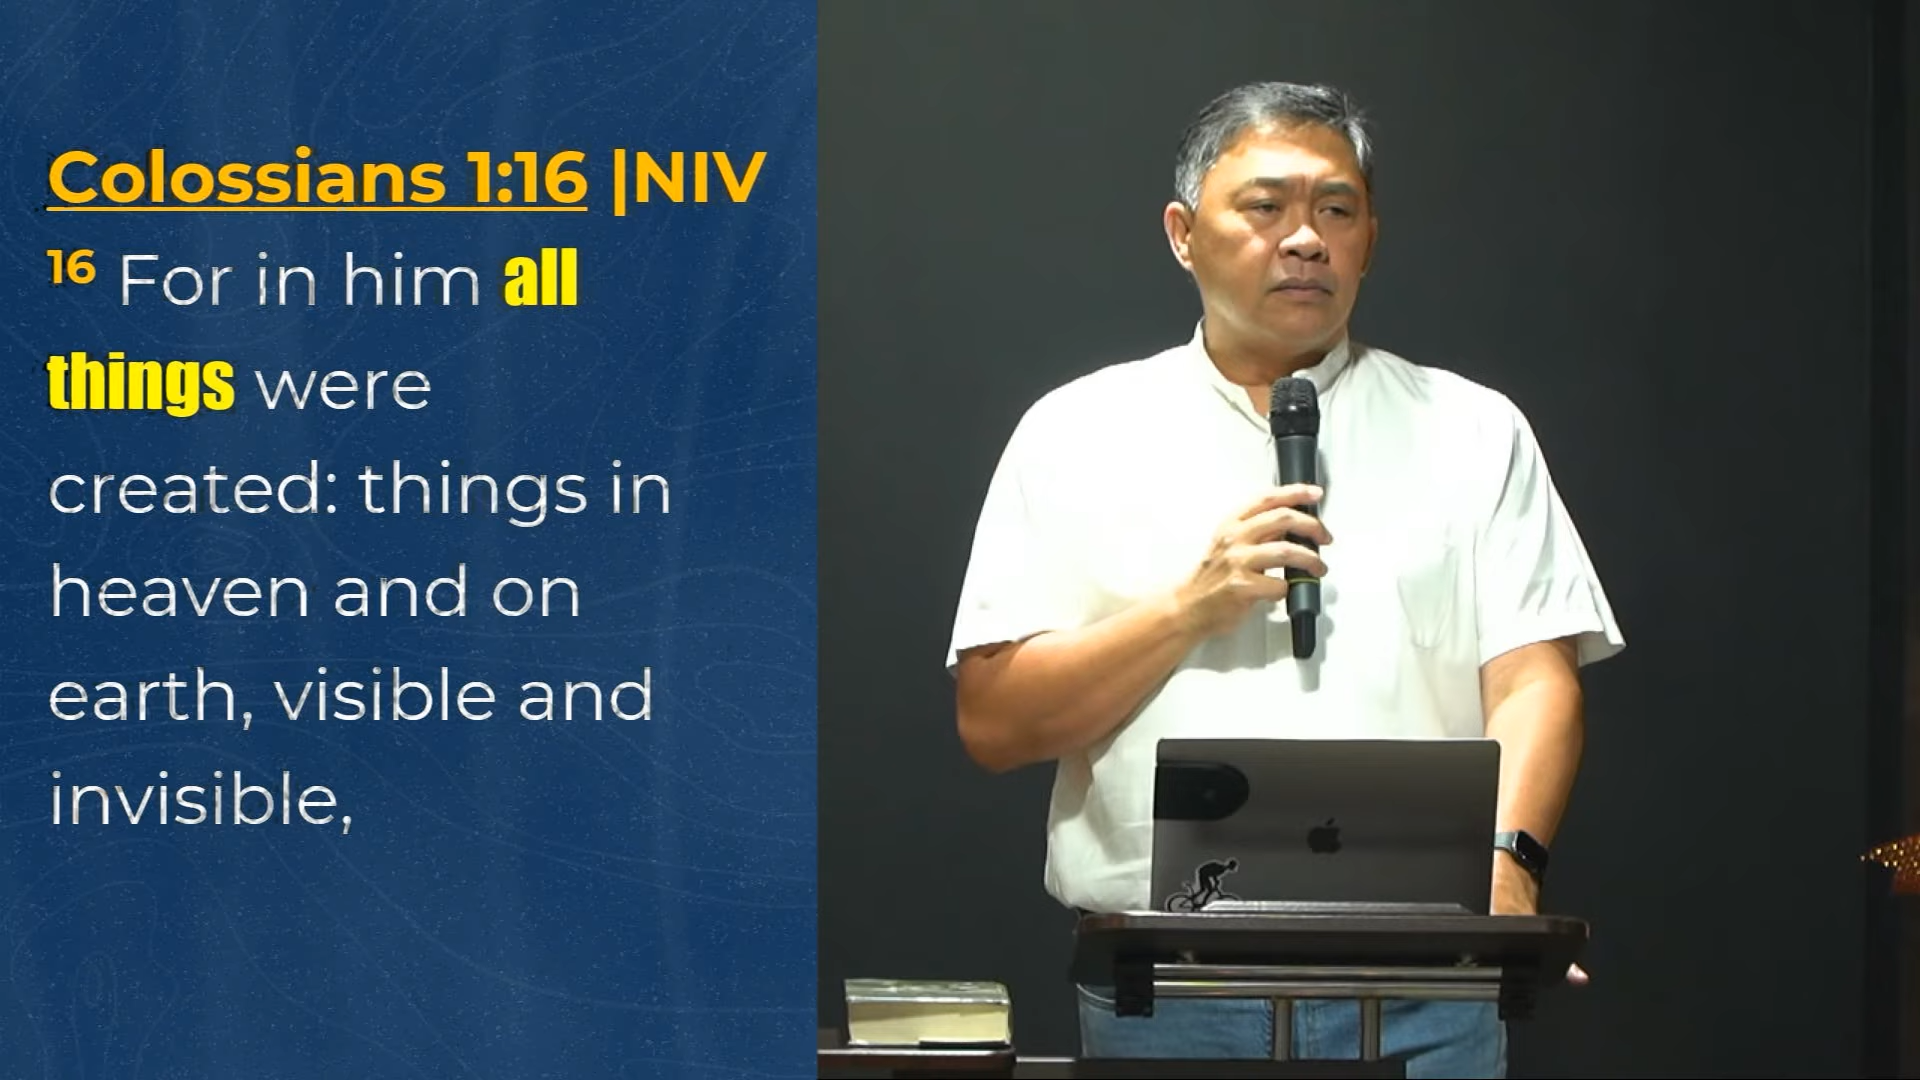 Colossians 1:16 |NIV
16 For in him all
things were
created: things in
heaven and on
earth, visible and
invisible,